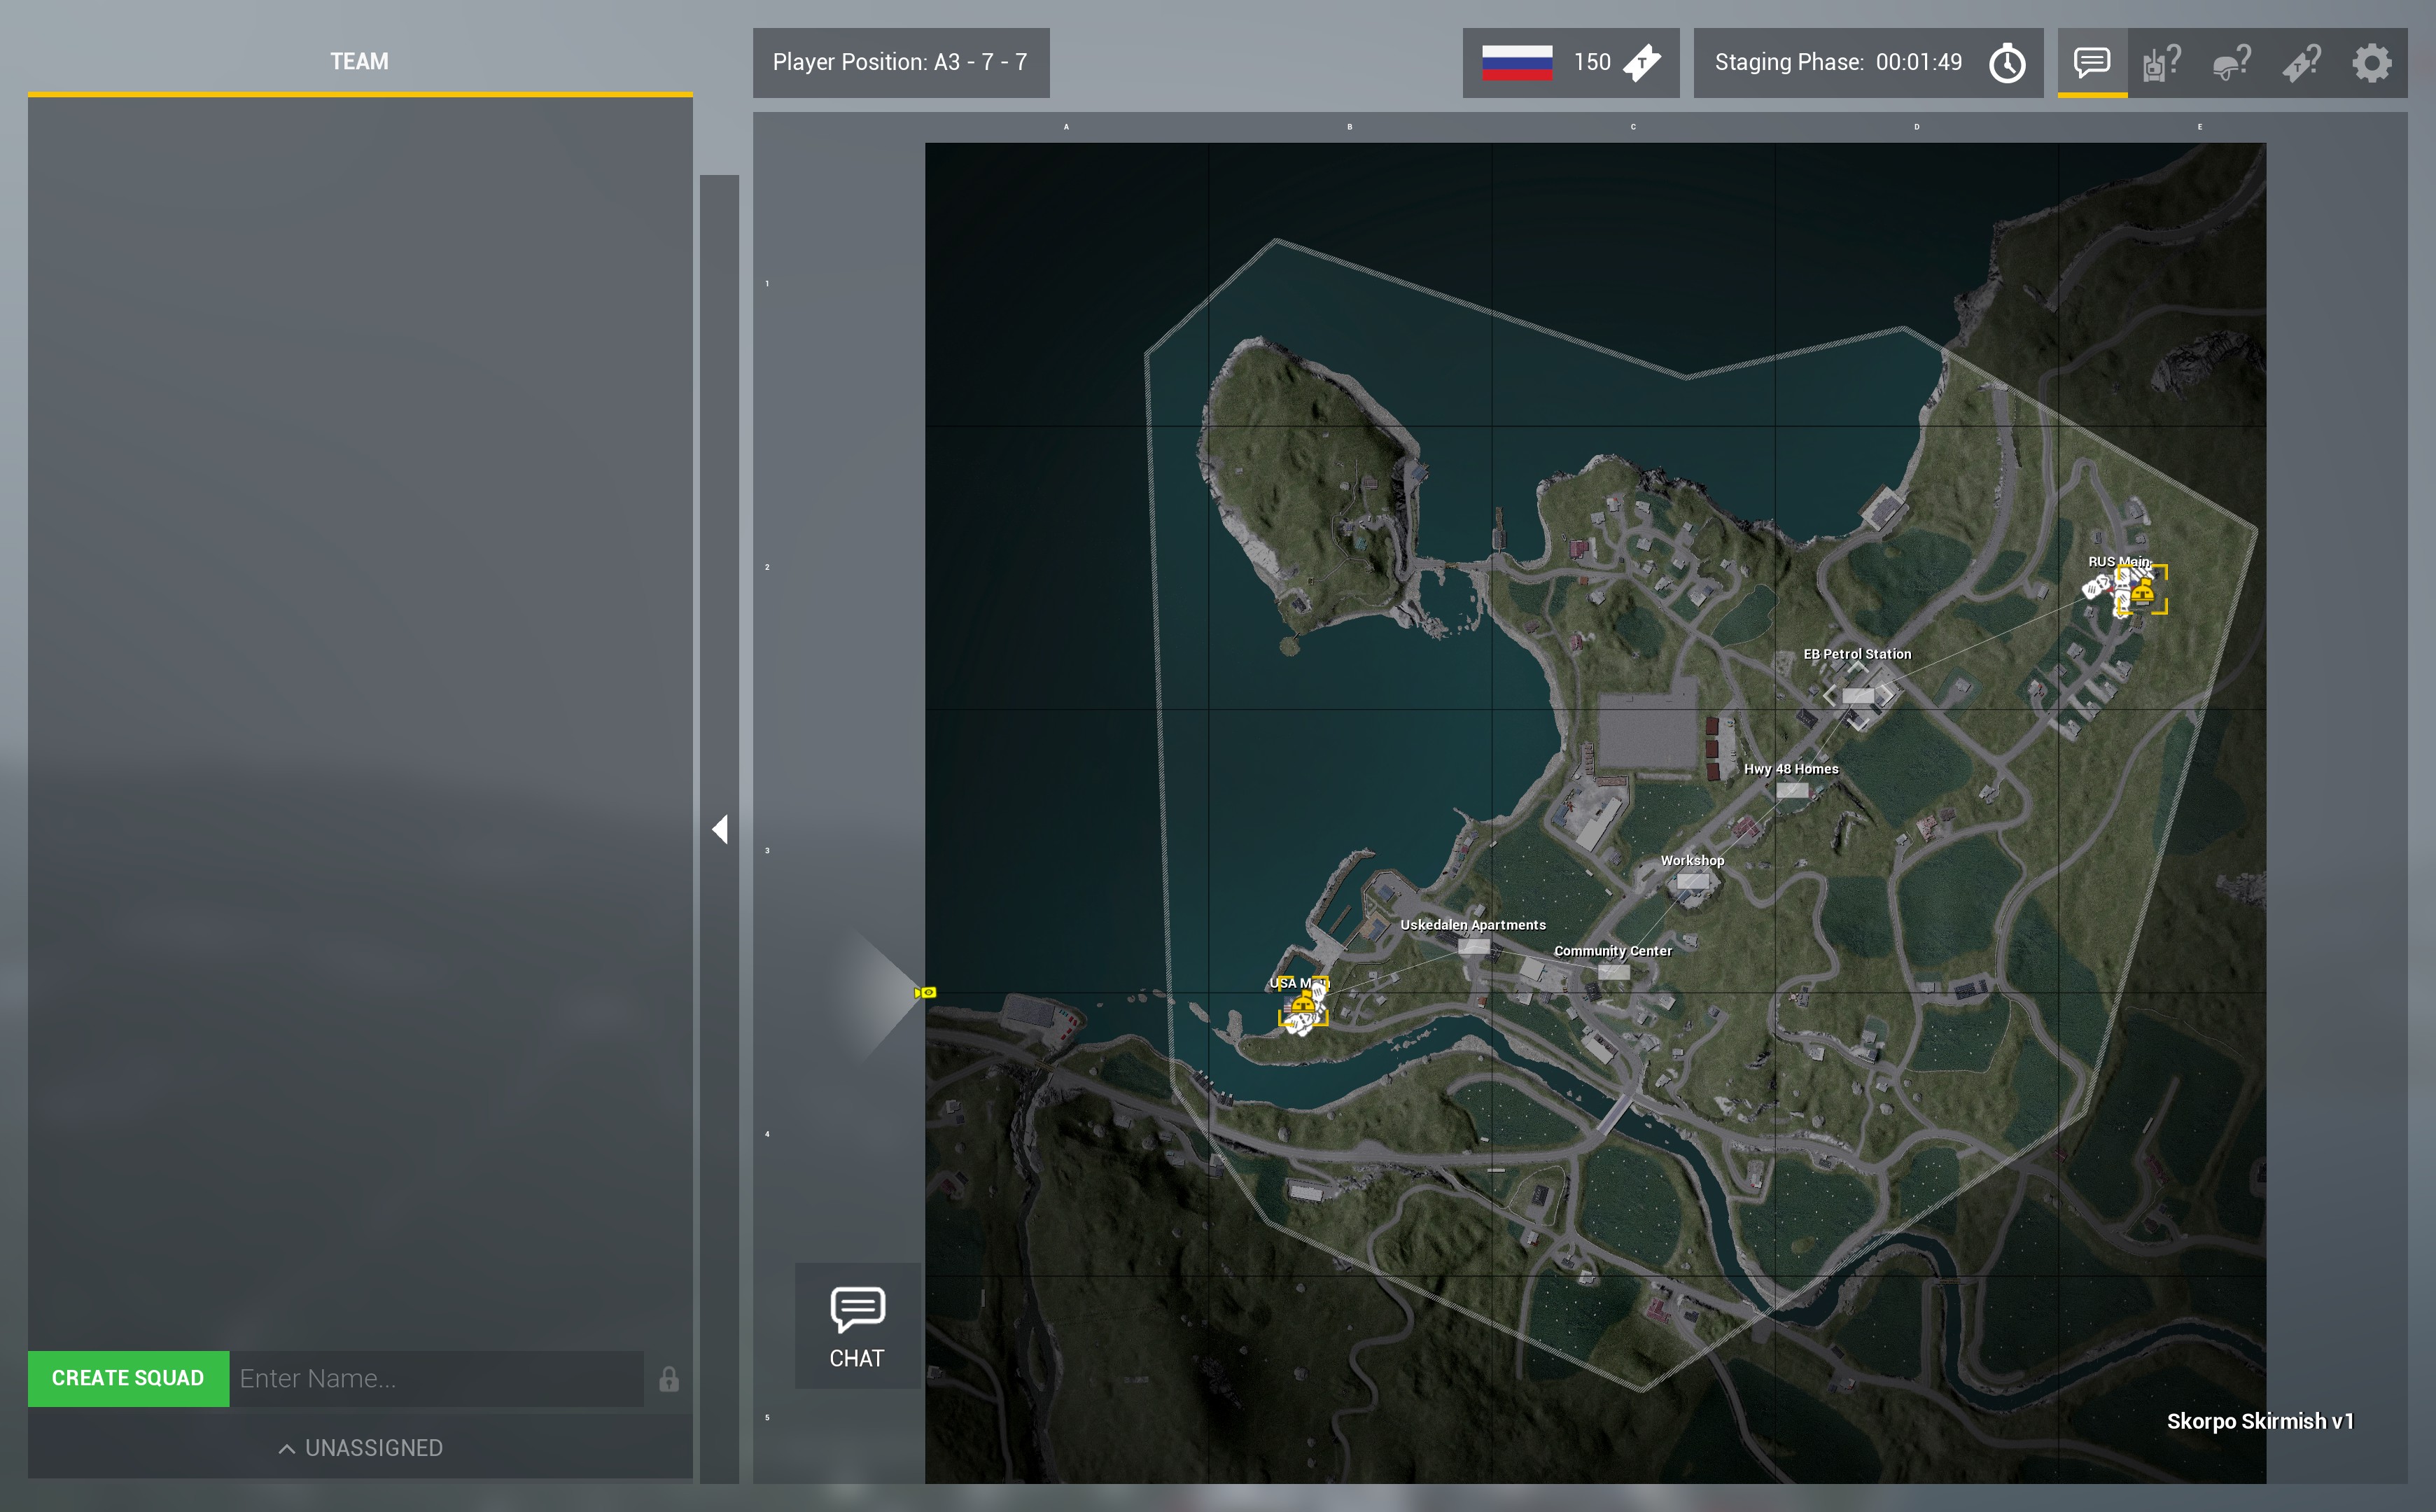 TEAM
Player Position: A3 - 7 - 7
150
T
Staging Phase: 00:01:49
?
?
T?
A
B
C
D
E
1
2
3
4
5
RUS Main
EB Petrol Station
Hwy 48 Homes
Workshop
Uskedalen Apartments
Community Center
CHAT
CREATE SQUAD
Enter Name...
UNASSIGNED
Skorpo Skirmish v1